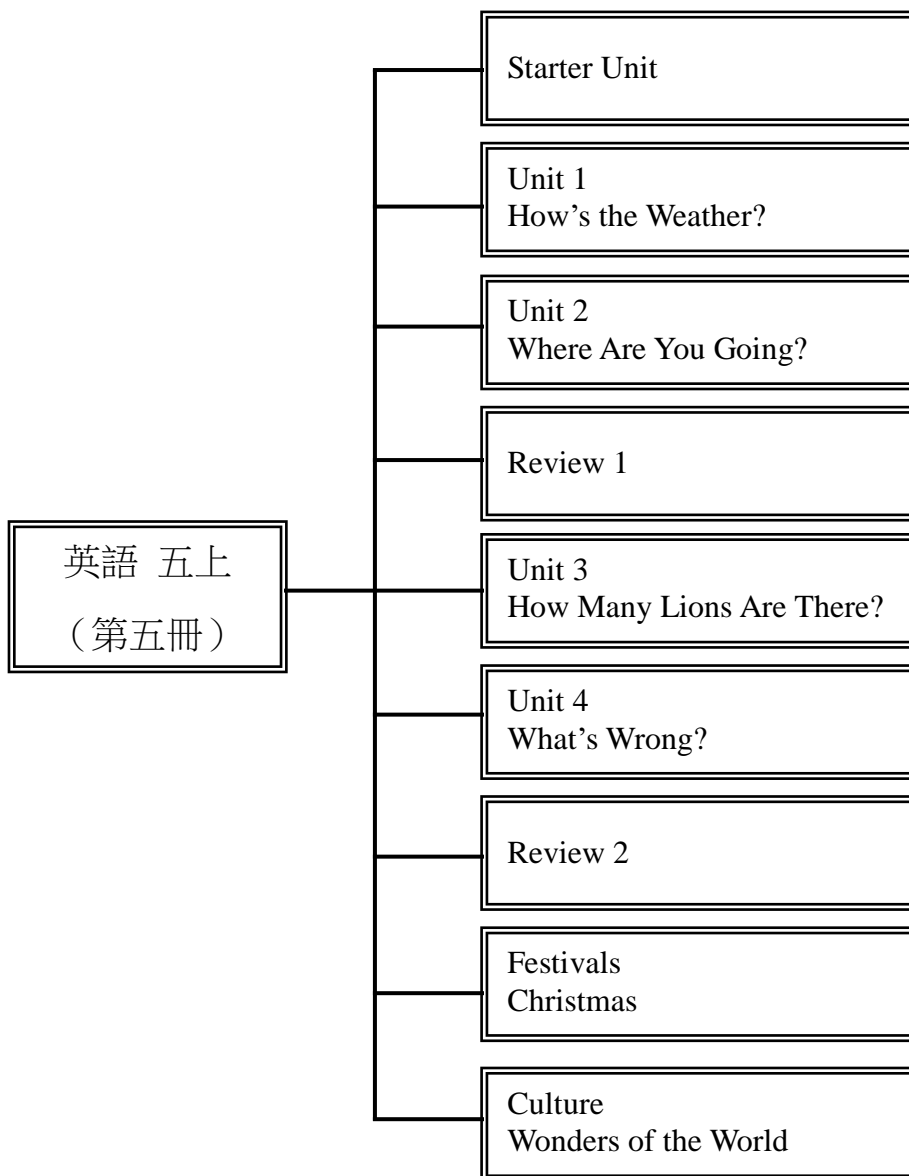 Starter Unit
Unit 1
How’s the Weather?
Unit 2
Where Are You Going?
Review 1
英語 五上
（第五冊）
Unit 3
How Many Lions Are There?
Unit 4
What’s Wrong?
Review 2
Festivals
Christmas
Culture
Wonders of the World